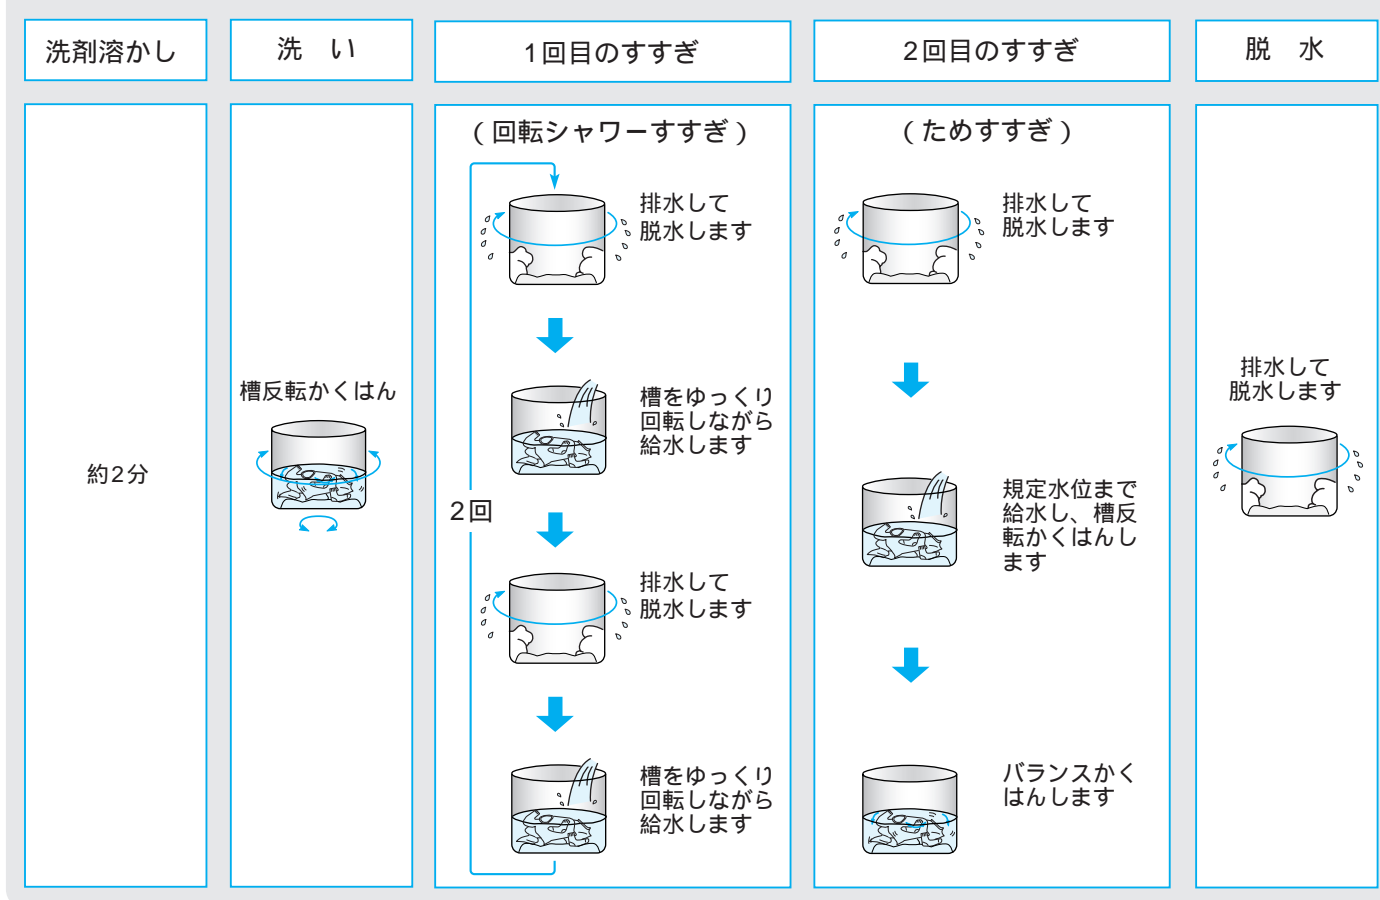 洗剤溶かし
洗 い
1回目のすすぎ
2回目のすすぎ
脱 水
約2分
槽反転かくはん
(回転シャワーすすぎ)
排水して
脱水します
槽をゆっくり
回転しながら
給水します
2回
排水して
脱水します
槽をゆっくり
回転しながら
給水します
(ためすすぎ)
排水して
脱水します
規定水位まで
給水し、槽反
転かくはんし
ます
バランスかく
はんします
排水して
脱水します